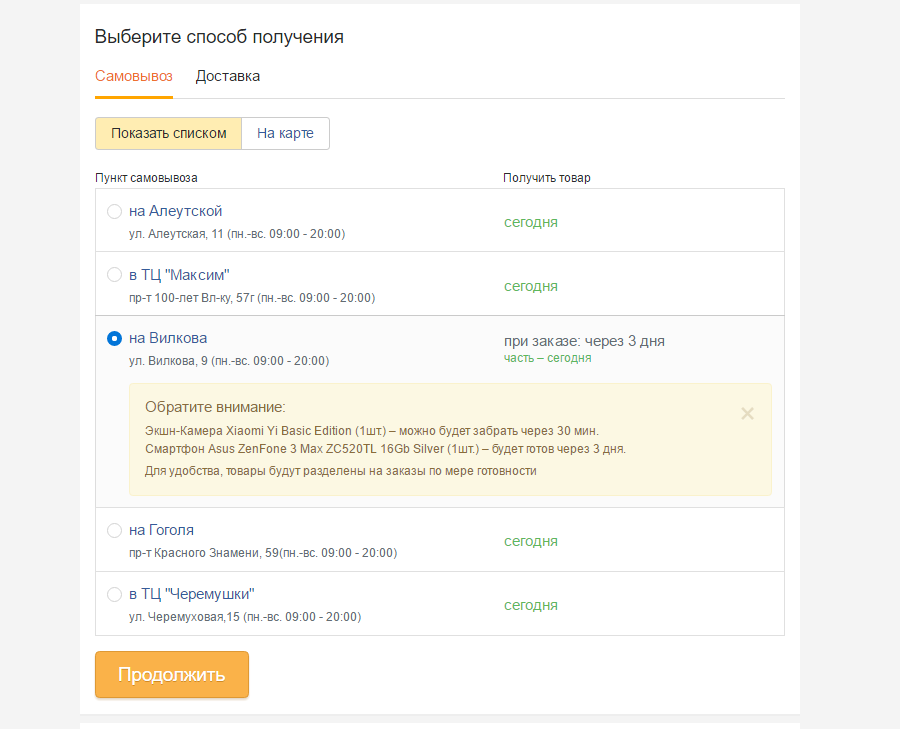 Выберите способ получения
Самовывоз Доставка
Показать списком На карте
Пункт самовывоза Получить товар
на Алеутской
ул. Алеутская, 11 (пн.-вс. 09:00 - 20:00)
сегодня
в ТЦ "Максим"
пр-т 100-лет Вл-ку, 57г (пн.-вс. 09:00 - 20:00)
сегодня
на Вилкова
ул. Вилкова, 9 (пн.-вс. 09:00 - 20:00)
при заказе: через 3 дня
часть – сегодня
Обратите внимание:
Экшн-Камера Xiaomi Yi Basic Edition (1шт.) – можно будет забрать через 30 мин.
Смартфон Asus ZenFone 3 Max ZC520TL 16Gb Silver (1шт.) – будет готов через 3 дня.
Для удобства, товары будут разделены на заказы по мере готовности
на Гоголя
пр-т Красного Знамени, 59(пн.-вс. 09:00 - 20:00)
сегодня
в ТЦ "Черемушки"
ул. Черемуховая,15 (пн.-вс. 09:00 - 20:00)
сегодня
Продолжить